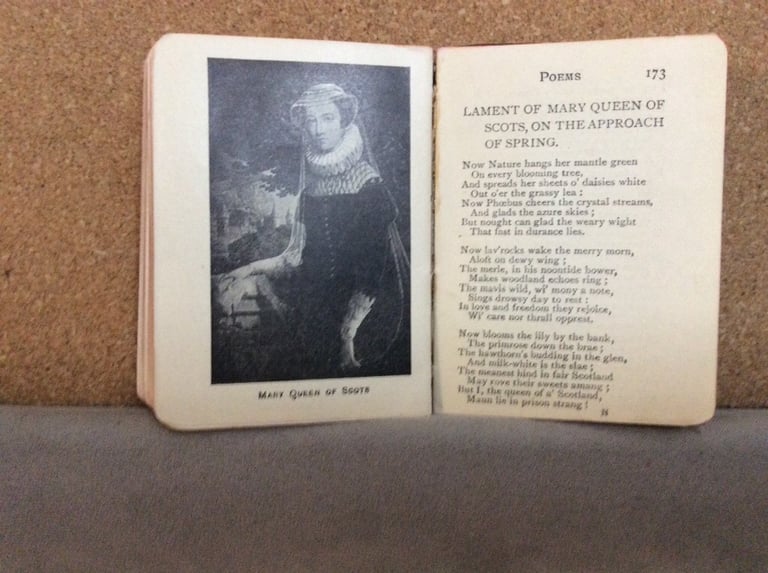 MARY QUEEN OF SCOTS
POEMS 173
LAMENT OF MARY QUEEN OF
SCOTS, ON THE APPROACH
OF SPRING.
Now Nature hangs her mantle green
On every blooming tree,
And spreads her sheets o' daisies white
Out o'er the grassy lea :
Now Phœbus cheers the crystal streams,
And glads the azure skies ;
But nought can glad the weary wight
That fast in durance lies.
Now lav'rocks wake the merry morn,
Aloft on dewy wing ;
The merle, in his noontide bower,
Makes woodland echoes ring ;
The mavis wild, wi' mony a note,
Sings drowsy day to rest :
In love and freedom they rejoice,
Wi' care nor thrall opprest.
Now blooms the lily by the bank,
The primrose down the brae ;
The hawthorn's budding in the glen,
And milk-white is the slae ;
The meanest hind in fair Scotland
May rove their sweets amang ;
But I, the queen of a' Scotland,
Maun lie in prison strang !